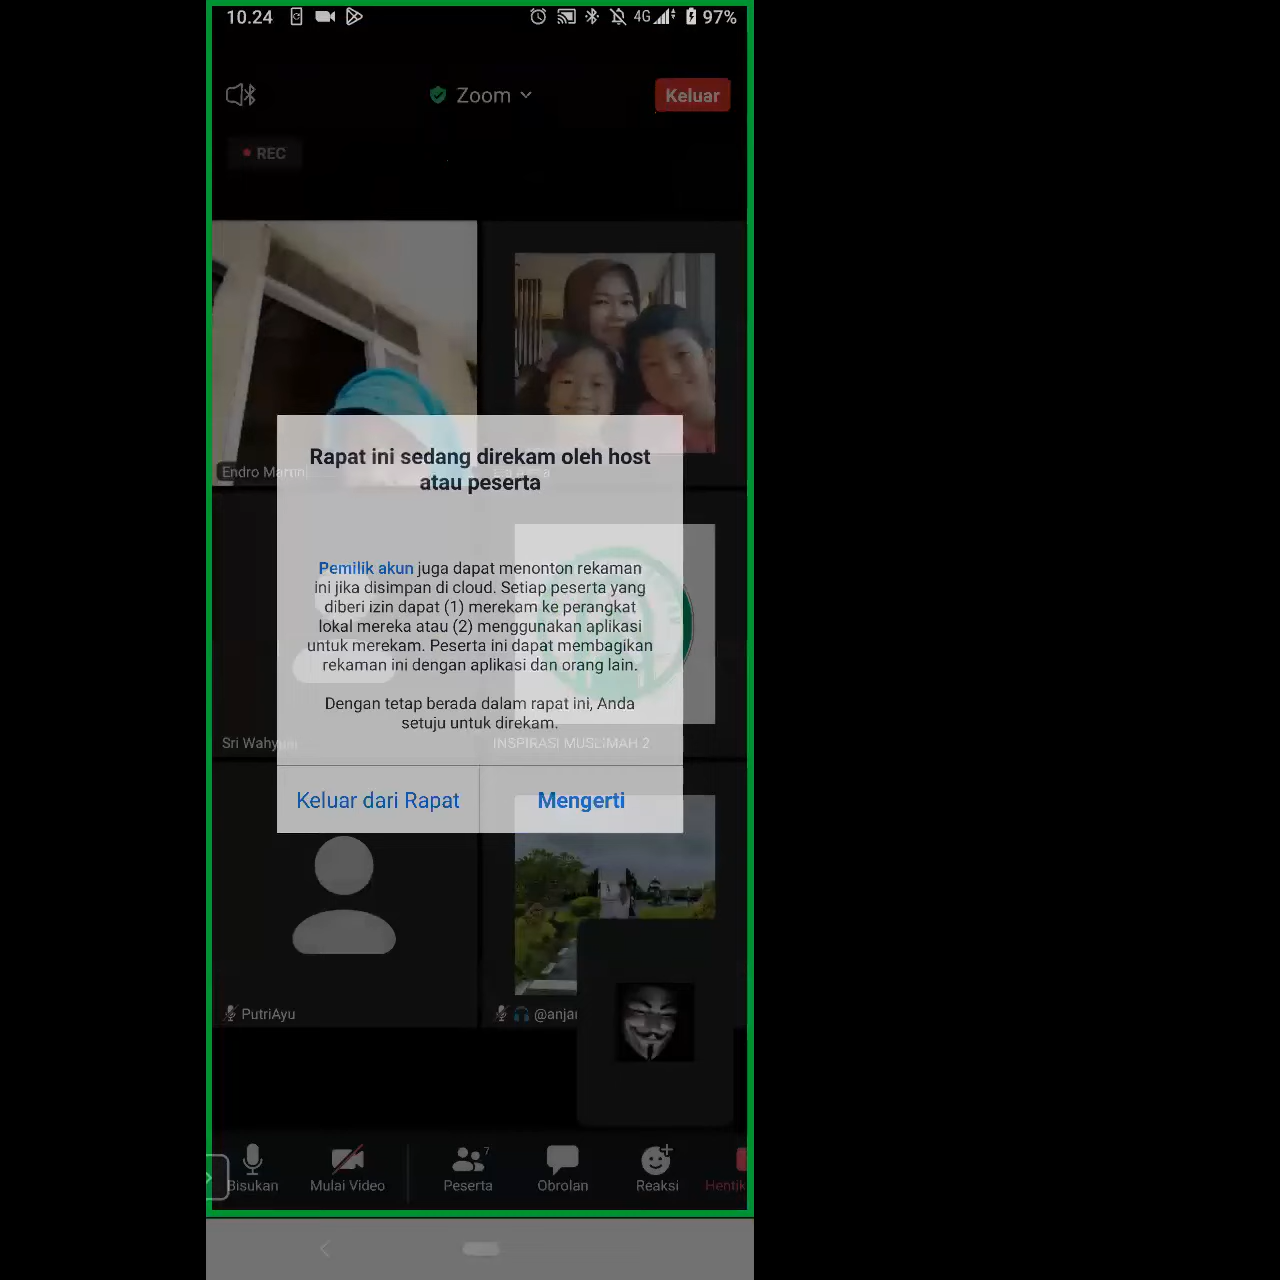 10.24
4G
97%
Zoom
Keluar
REC
Rapat ini sedang direkam oleh host
atau peserta
Endro
Pemilik akun juga dapat menonton rekaman
ini jika disimpan di cloud. Setiap peserta yang
diberi izin dapat (1) merekam ke perangkat
lokal mereka atau (2) menggunakan aplikasi
untuk merekam. Peserta ini dapat membagikan
rekaman ini dengan aplikasi dan orang lain.
Dengan tetap berada dalam rapat ini, Anda
setuju untuk direkam.
Sri
INSPIRASI MUSLIMAH 2
Keluar dari Rapat
Mengerti
PutriAyu
7
Bisukan
Mulai Video
Peserta
Obrolan
Reaksi